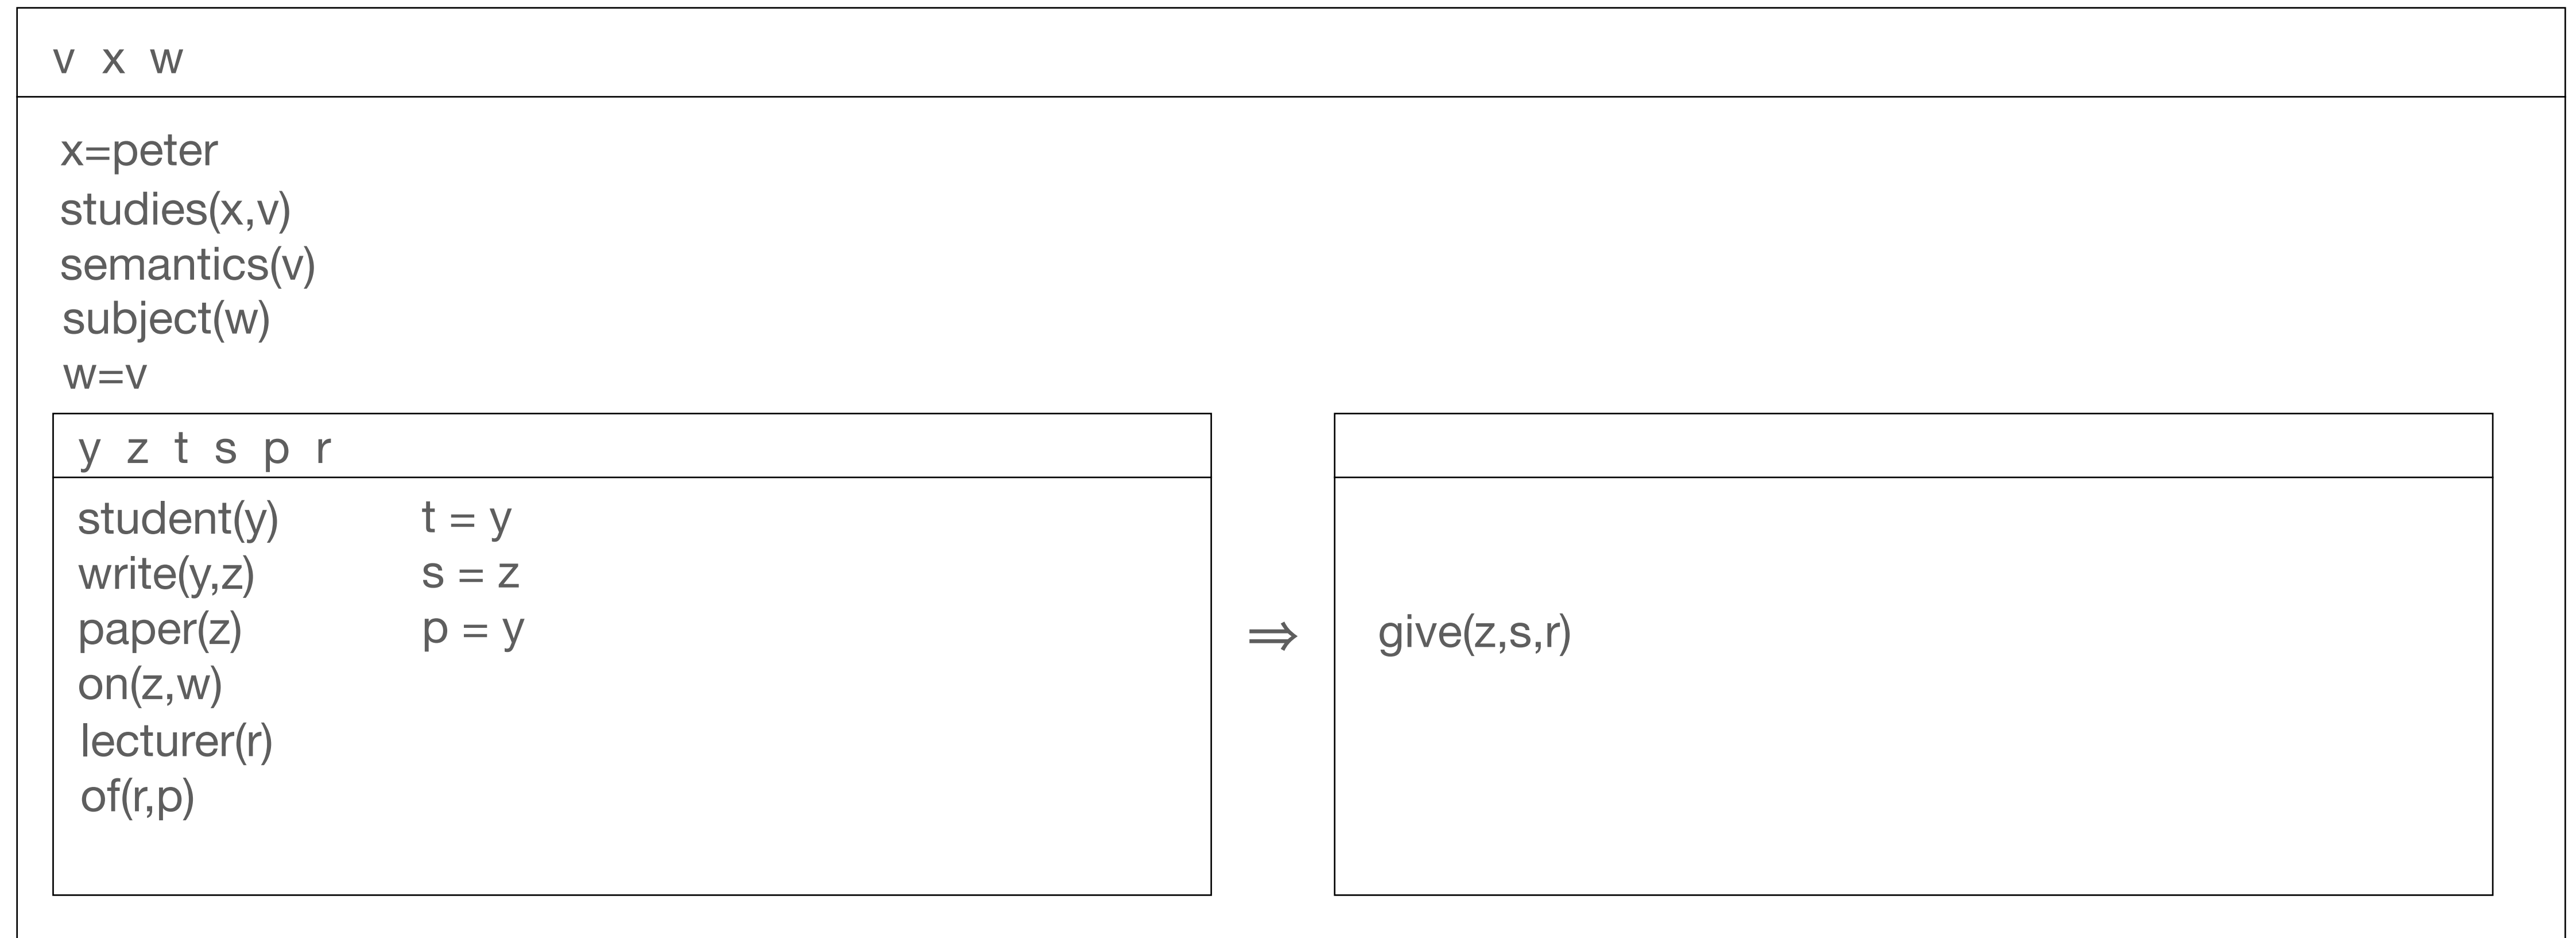 v x w
x=peter
studies(x,v)
semantics(v)
subject(w)
w=v
y z t s p r
student(y) t = y
write(y,z) s = z
paper(z) p = y
on(z,w)
lecturer(r)
of(r,p)
⇒
give(z,s,r)